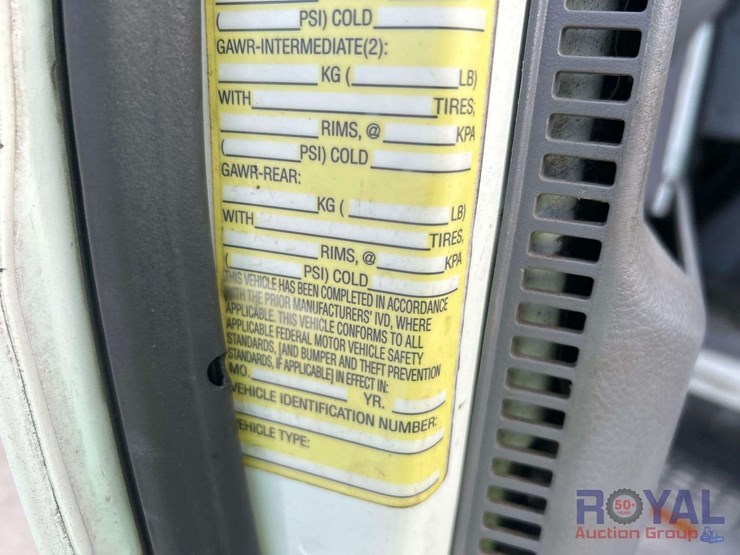 ( PSI) COLD
GAWR-INTERMEDIATE(2):
KG ( LB)
WITH TIRES,
RIMS, @ KPA
( PSI) COLD
GAWR-REAR:
KG ( LB)
WITH TIRES,
RIMS, @ KPA
( PSI) COLD
THIS VEHICLE HAS BEEN COMPLETED IN ACCORDANCE
WITH THE PRIOR MANUFACTURERS' IVD, WHERE
APPLICABLE. THIS VEHICLE CONFORMS TO ALL
APPLICABLE FEDERAL MOTOR VEHICLE SAFETY
STANDARDS, [AND BUMPER AND THEFT PREVENTION
STANDARDS, IF APPLICABLE] IN EFFECT IN:
MO. YR.
VEHICLE IDENTIFICATION NUMBER:
VEHICLE TYPE:
ROYAL
50+
Auction Group